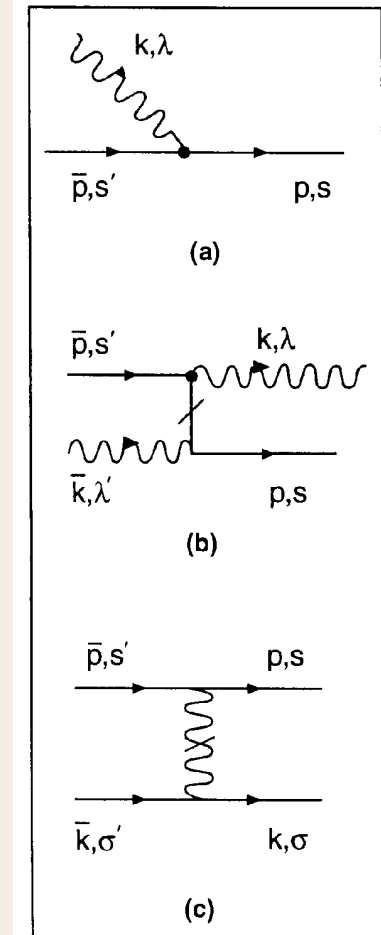 k,λ
p̄,s′ p,s
(a)
p̄,s′ k,λ
k̄,λ′ p,s
(b)
p̄,s′ p,s
k̄,σ′ k,σ
(c)